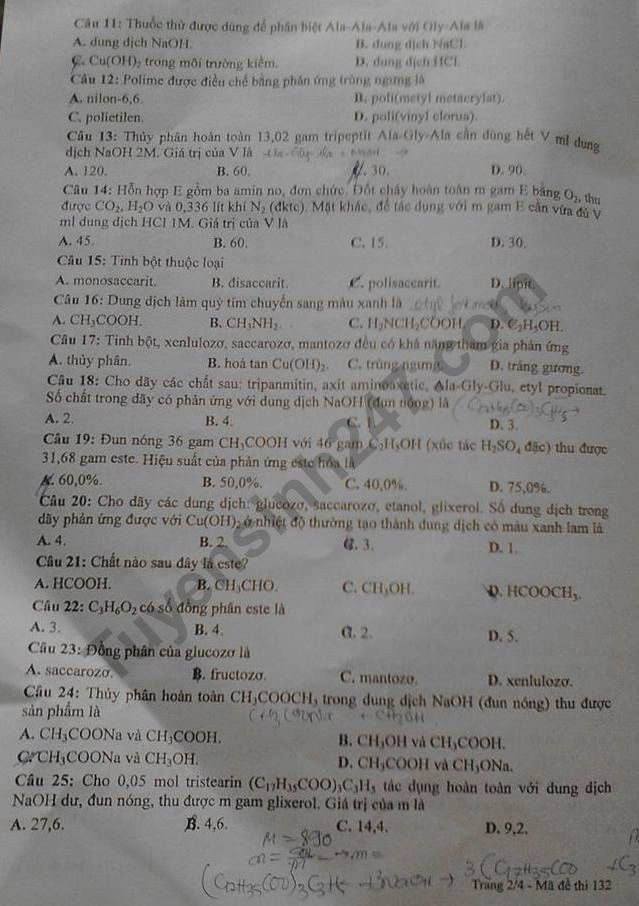 Câu 11: Thuốc thử được dùng để phân biệt Ala-Ala-Ala với Gly-Ala là
A. dung dịch NaOH. B. dung dịch NaCl.
C. Cu(OH)₂ trong môi trường kiềm. D. dung dịch HCl.
Câu 12: Polime được điều chế bằng phản ứng trùng ngưng là
A. nilon-6,6. B. poli(metyl metacrylat).
C. polietilen. D. poli(vinyl clorua).
Câu 13: Thủy phân hoàn toàn 13,02 gam tripeptit Ala-Gly-Ala cần dùng hết V ml dung
dịch NaOH 2M. Giá trị của V là
A. 120. B. 60. C. 30. D. 90.
Câu 14: Hỗn hợp E gồm ba amin no, đơn chức. Đốt cháy hoàn toàn m gam E bằng O₂, thu
được CO₂, H₂O và 0,336 lít khí N₂ (đktc). Mặt khác, để tác dụng với m gam E cần vừa đủ V
ml dung dịch HCl 1M. Giá trị của V là
A. 45. B. 60. C. 15. D. 30.
Câu 15: Tinh bột thuộc loại
A. monosaccarit. B. đisaccarit. C. polisaccarit. D. lipit.
Câu 16: Dung dịch làm quỳ tím chuyển sang màu xanh là
A. CH₃COOH. B. CH₃NH₂. C. H₂NCH₂COOH. D. C₂H₅OH.
Câu 17: Tinh bột, xenlulozơ, saccarozơ, mantozơ đều có khả năng tham gia phản ứng
A. thủy phân. B. hoà tan Cu(OH)₂. C. trùng ngưng. D. tráng gương.
Câu 18: Cho dãy các chất sau: tripanmitin, axit aminoaxetic, Ala-Gly-Glu, etyl propionat.
Số chất trong dãy có phản ứng với dung dịch NaOH (đun nóng) là
A. 2. B. 4. C. 1. D. 3.
Câu 19: Đun nóng 36 gam CH₃COOH với 46 gam C₂H₅OH (xúc tác H₂SO₄ đặc) thu được
31,68 gam este. Hiệu suất của phản ứng este hóa là
A. 60,0%. B. 50,0%. C. 40,0%. D. 75,0%.
Câu 20: Cho dãy các dung dịch: glucozơ, saccarozơ, etanol, glixerol. Số dung dịch trong
dãy phản ứng được với Cu(OH)₂ ở nhiệt độ thường tạo thành dung dịch có màu xanh lam là
A. 4. B. 2. C. 3. D. 1.
Câu 21: Chất nào sau đây là este?
A. HCOOH. B. CH₃CHO. C. CH₃OH. D. HCOOCH₃.
Câu 22: C₃H₆O₂ có số đồng phân este là
A. 3. B. 4. C. 2. D. 5.
Câu 23: Đồng phân của glucozơ là
A. saccarozơ. B. fructozơ. C. mantozơ. D. xenlulozơ.
Câu 24: Thủy phân hoàn toàn CH₃COOCH₃ trong dung dịch NaOH (đun nóng) thu được
sản phẩm là CH₃COONa + CH₃OH
A. CH₃COONa và CH₃COOH. B. CH₃OH và CH₃COOH.
C. CH₃COONa và CH₃OH. D. CH₃COOH và CH₃ONa.
Câu 25: Cho 0,05 mol tristearin (C₁₇H₃₅COO)₃C₃H₅ tác dụng hoàn toàn với dung dịch
NaOH dư, đun nóng, thu được m gam glixerol. Giá trị của m là
A. 27,6. B. 4,6. C. 14,4. D. 9,2.
M = 890
(C₁₇H₃₅COO)₃C₃H₅ + 3NaOH → 3(C₁₇H₃₅COO + C₃
Trang 2/4 - Mã đề thi 132
Tuyensinh247.com